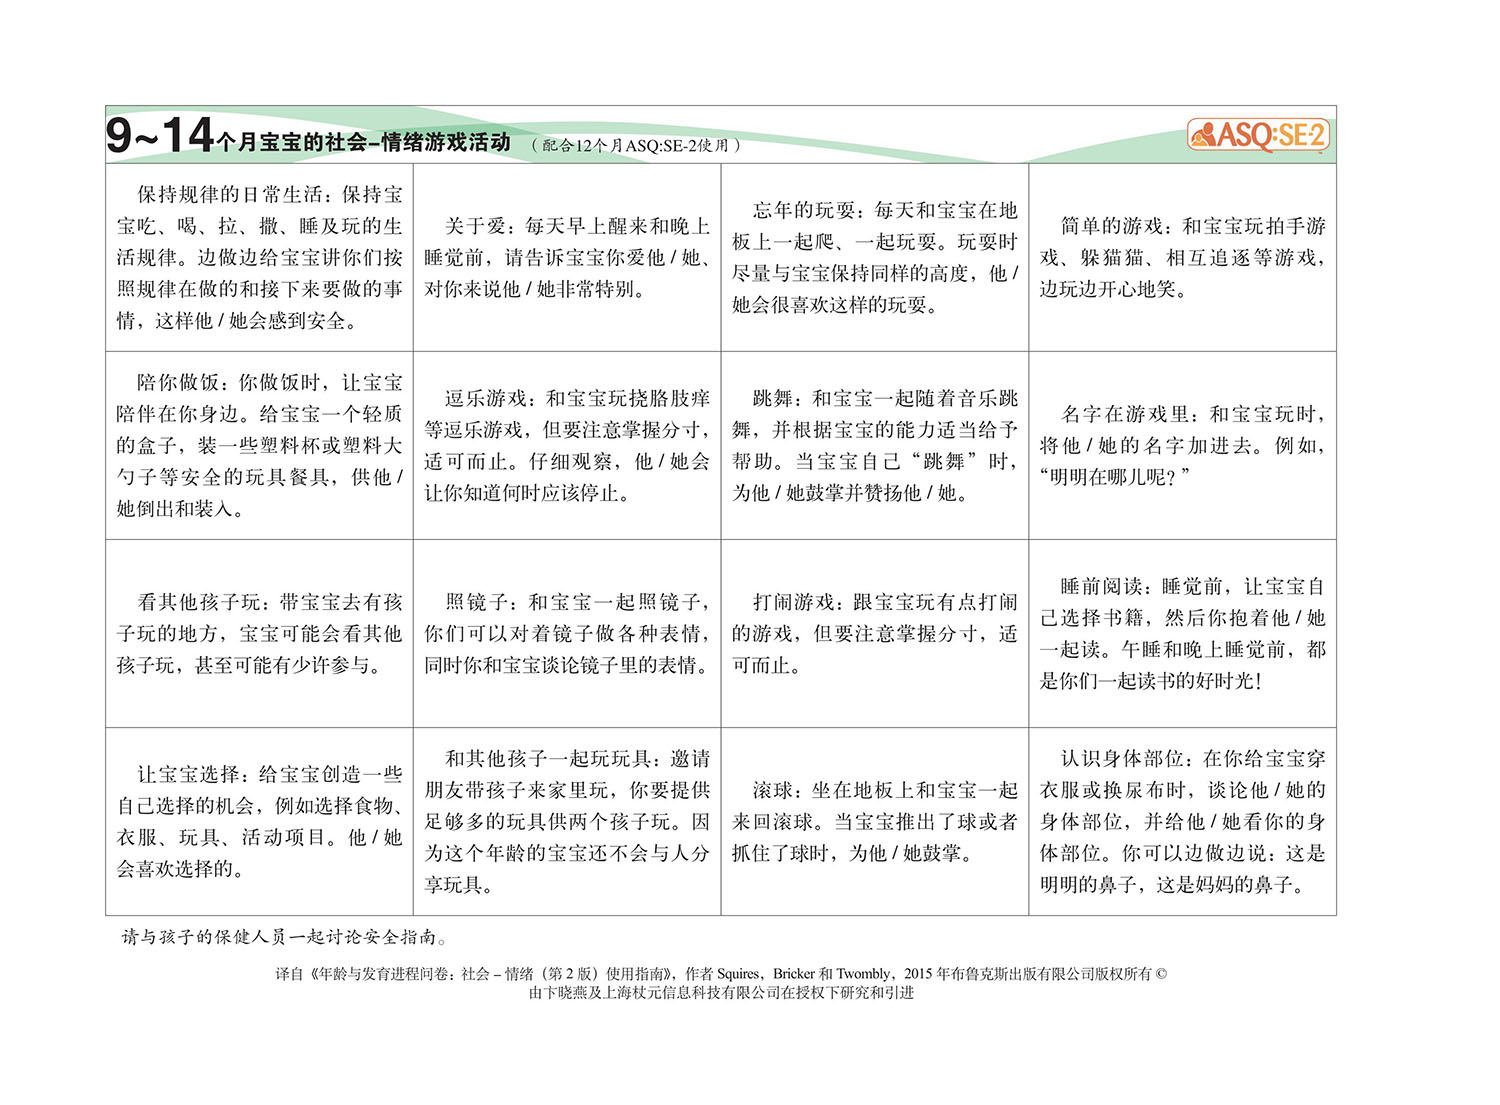 9~14个月宝宝的社会–情绪游戏活动 （配合12个月ASQ:SE-2使用）
ASQ:SE-2
保持规律的日常生活：保持宝
宝吃、喝、拉、撒、睡及玩的生
活规律。边做边给宝宝讲你们按
照规律在做的和接下来要做的事
情，这样他 / 她会感到安全。
关于爱：每天早上醒来和晚上
睡觉前，请告诉宝宝你爱他 / 她、
对你来说他 / 她非常特别。
忘年的玩耍：每天和宝宝在地
板上一起爬、一起玩耍。玩耍时
尽量与宝宝保持同样的高度，他 /
她会很喜欢这样的玩耍。
简单的游戏：和宝宝玩拍手游
戏、躲猫猫、相互追逐等游戏，
边玩边开心地笑。
陪你做饭：你做饭时，让宝宝
陪伴在你身边。给宝宝一个轻质
的盒子，装一些塑料杯或塑料大
勺子等安全的玩具餐具，供他 /
她倒出和装入。
逗乐游戏：和宝宝玩挠胳肢痒
等逗乐游戏，但要注意掌握分寸，
适可而止。仔细观察，他 / 她会
让你知道何时应该停止。
跳舞：和宝宝一起随着音乐跳
舞，并根据宝宝的能力适当给予
帮助。当宝宝自己“跳舞”时，
为他 / 她鼓掌并赞扬他 / 她。
名字在游戏里：和宝宝玩时，
将他 / 她的名字加进去。例如，
“明明在哪儿呢？”
看其他孩子玩：带宝宝去有孩
子玩的地方，宝宝可能会看其他
孩子玩，甚至可能有少许参与。
照镜子：和宝宝一起照镜子，
你们可以对着镜子做各种表情，
同时你和宝宝谈论镜子里的表情。
打闹游戏：跟宝宝玩有点打闹
的游戏，但要注意掌握分寸，适
可而止。
睡前阅读：睡觉前，让宝宝自
己选择书籍，然后你抱着他 / 她
一起读。午睡和晚上睡觉前，都
是你们一起读书的好时光！
让宝宝选择：给宝宝创造一些
自己选择的机会，例如选择食物、
衣服、玩具、活动项目。他 / 她
会喜欢选择的。
和其他孩子一起玩玩具：邀请
朋友带孩子来家里玩，你要提供
足够多的玩具供两个孩子玩。因
为这个年龄的宝宝还不会与人分
享玩具。
滚球：坐在地板上和宝宝一起
来回滚球。当宝宝推出了球或者
抓住了球时，为他 / 她鼓掌。
认识身体部位：在你给宝宝穿
衣服或换尿布时，谈论他 / 她的
身体部位，并给他 / 她看你的身
体部位。你可以边做边说：这是
明明的鼻子，这是妈妈的鼻子。
请与孩子的保健人员一起讨论安全指南。
译自《年龄与发育进程问卷：社会 – 情绪（第 2 版）使用指南》，作者 Squires，Bricker 和 Twombly，2015 年布鲁克斯出版有限公司版权所有 ©
由卞晓燕及上海杖元信息科技有限公司在授权下研究和引进